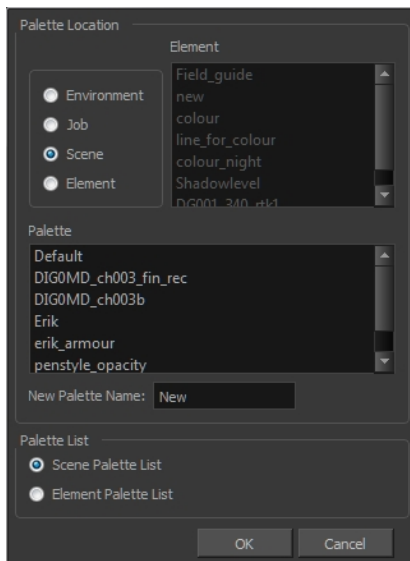 Palette Location
Element
Environment
Job
Scene
Element
Field_guide
new
colour
line_for_colour
colour_night
Shadowlevel
DG001_340_rtk1
Palette
Default
DIG0MD_ch003_fin_rec
DIG0MD_ch003b
Erik
erik_armour
penstyle_opacity
New Palette Name: New
Palette List
Scene Palette List
Element Palette List
OK Cancel